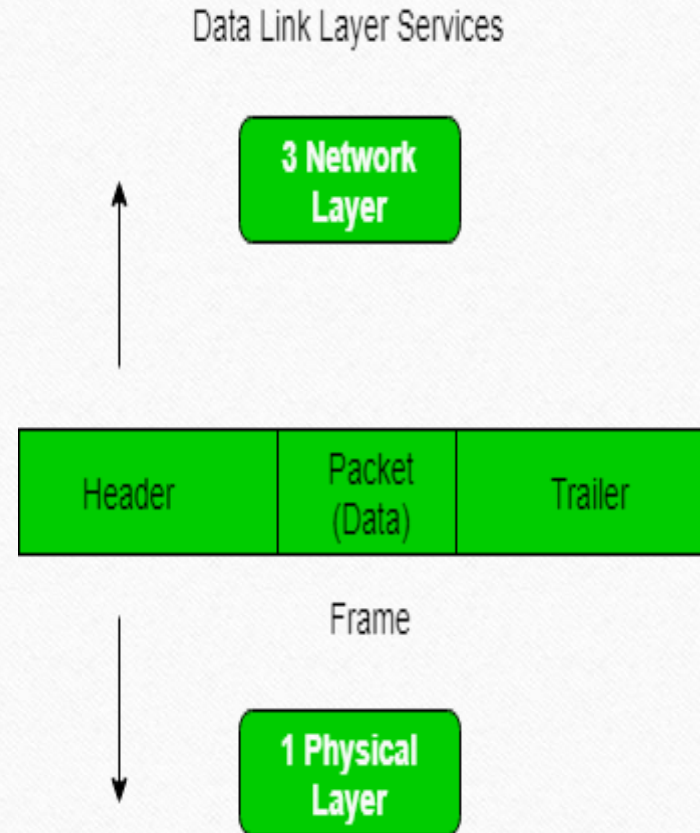 Data Link Layer Services
3 Network
Layer
Header
Packet
(Data)
Trailer
Frame
1 Physical
Layer